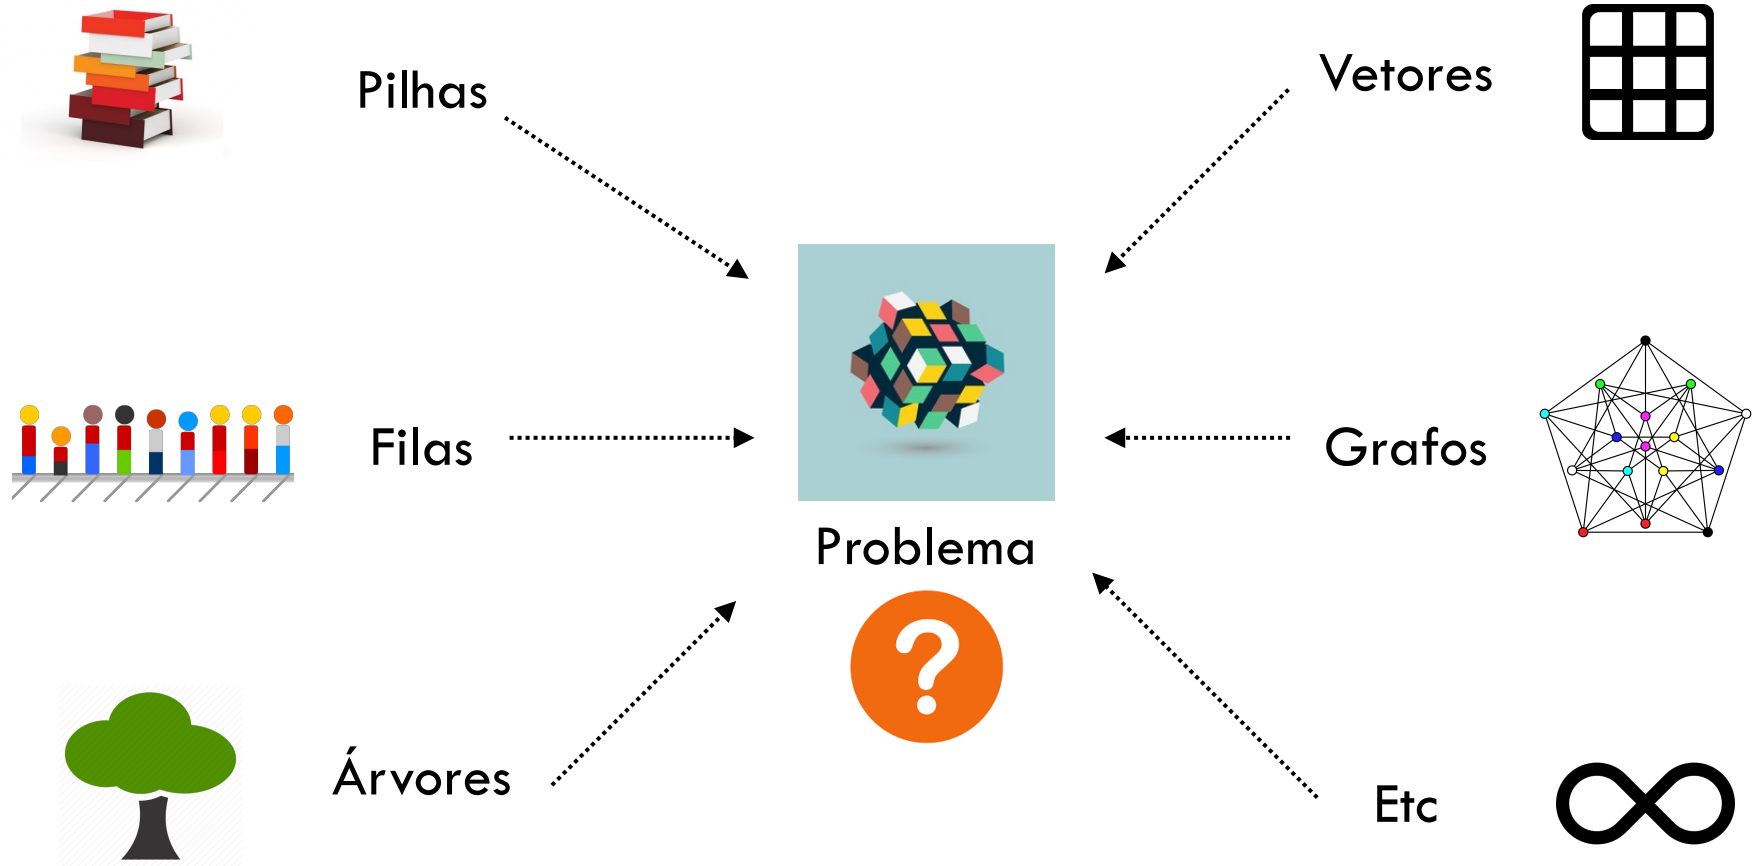 Pilhas
Vetores
Filas
Grafos
Problema
?
Árvores
Etc